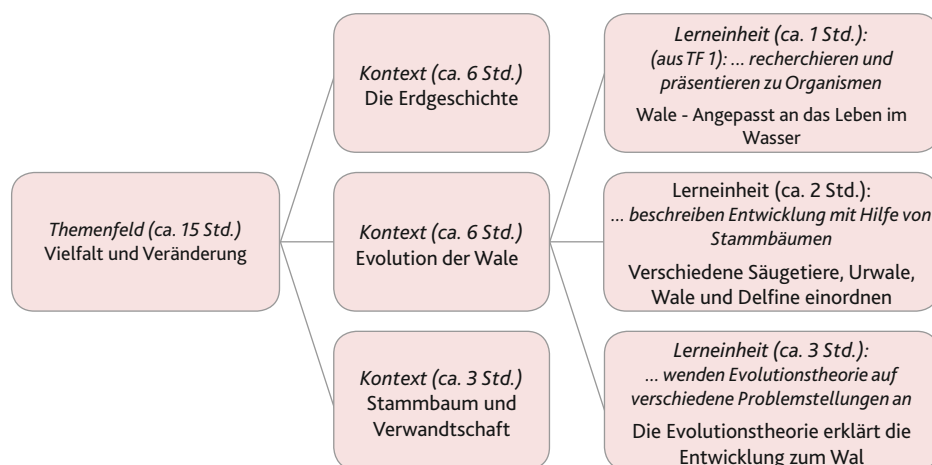 Themenfeld (ca. 15 Std.)
Vielfalt und Veränderung
Kontext (ca. 6 Std.)
Die Erdgeschichte
Kontext (ca. 6 Std.)
Evolution der Wale
Kontext (ca. 3 Std.)
Stammbaum und
Verwandtschaft
Lerneinheit (ca. 1 Std.):
(aus TF 1): ... recherchieren und
präsentieren zu Organismen
Wale - Angepasst an das Leben im
Wasser
Lerneinheit (ca. 2 Std.):
... beschreiben Entwicklung mit Hilfe von
Stammbäumen
Verschiedene Säugetiere, Urwale,
Wale und Delfine einordnen
Lerneinheit (ca. 3 Std.):
... wenden Evolutionstheorie auf
verschiedene Problemstellungen an
Die Evolutionstheorie erklärt die
Entwicklung zum Wal